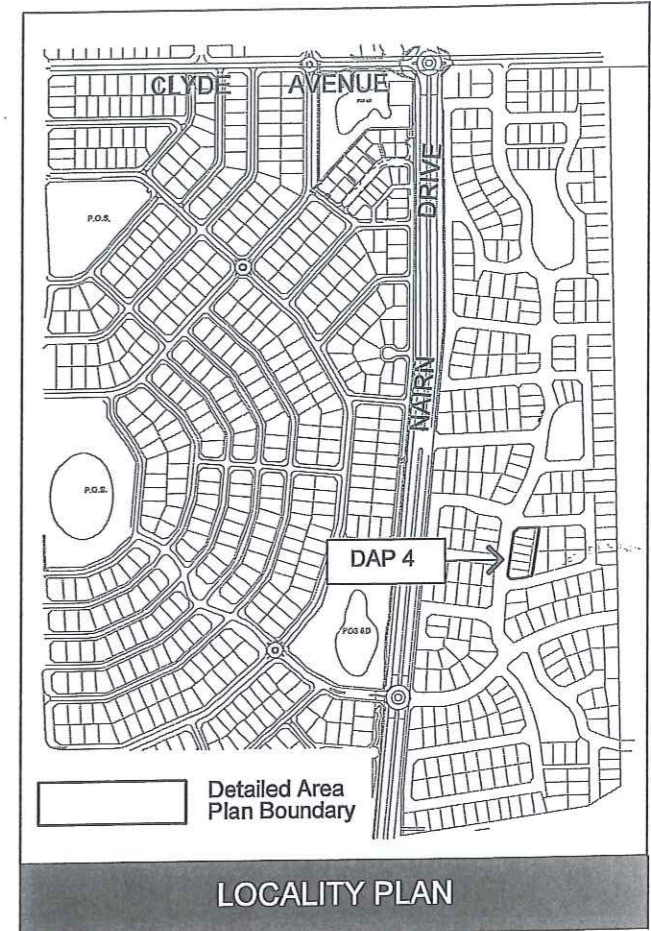 CLYDE AVENUE
P.O.S.
DRIVE
NAIRN
P.O.S.
DAP 4
POS 6D
Detailed Area
Plan Boundary
LOCALITY PLAN